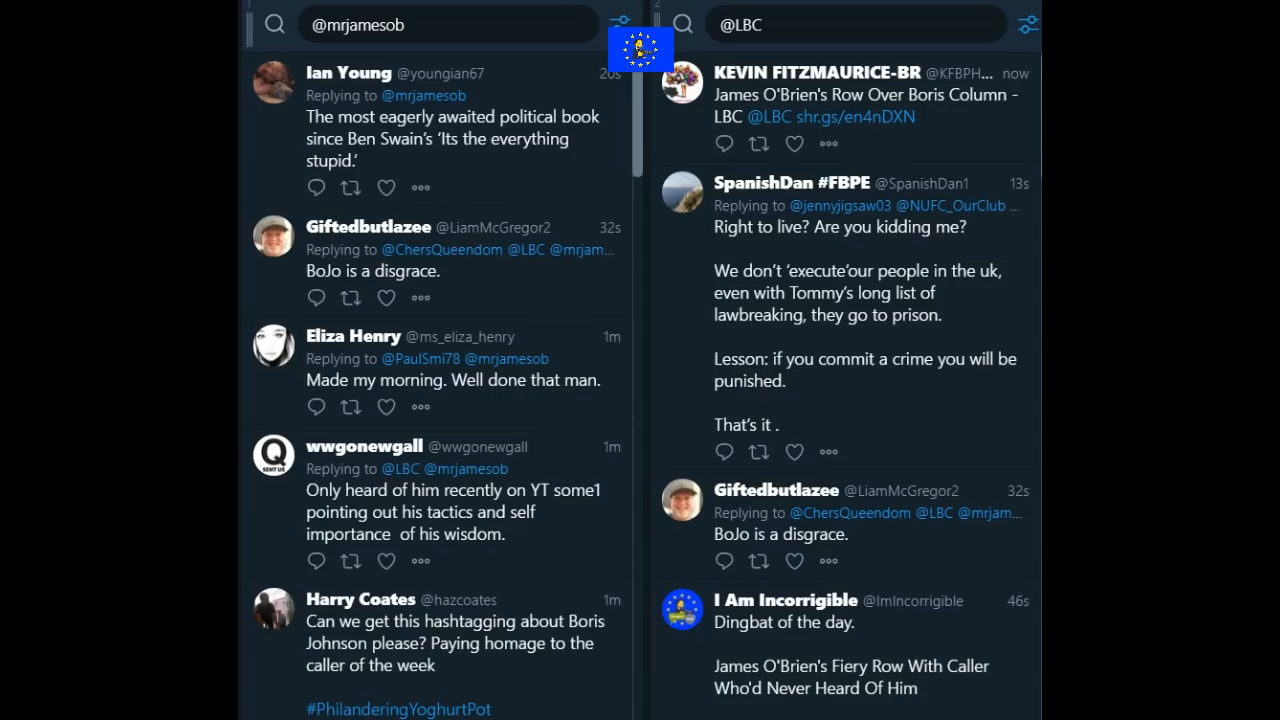 1
@mrjamesob
Ian Young @youngian67 20s
Replying to @mrjamesob
The most eagerly awaited political book
since Ben Swain's 'Its the everything
stupid.'
Giftedbutlazee @LiamMcGregor2 32s
Replying to @ChersQueendom @LBC @mrjam...
BoJo is a disgrace.
Eliza Henry @ms_eliza_henry 1m
Replying to @PaulSmi78 @mrjamesob
Made my morning. Well done that man.
Q
SENT US
wwgonewgall @wwgonewgall 1m
Replying to @LBC @mrjamesob
Only heard of him recently on YT some1
pointing out his tactics and self
importance of his wisdom.
Harry Coates @hazcoates 1m
Can we get this hashtagging about Boris
Johnson please? Paying homage to the
caller of the week
#PhilanderingYoghurtPot
2
@LBC
KEVIN FITZMAURICE-BR @KFBPH... now
James O'Brien's Row Over Boris Column -
LBC @LBC shr.gs/en4nDXN
SpanishDan #FBPE @SpanishDan1 13s
Replying to @jennyjigsaw03 @NUFC_OurClub ...
Right to live? Are you kidding me?
We don't 'execute'our people in the uk,
even with Tommy's long list of
lawbreaking, they go to prison.
Lesson: if you commit a crime you will be
punished.
That's it .
Giftedbutlazee @LiamMcGregor2 32s
Replying to @ChersQueendom @LBC @mrjam...
BoJo is a disgrace.
I Am Incorrigible @ImIncorrigible 46s
Dingbat of the day.
James O'Brien's Fiery Row With Caller
Who'd Never Heard Of Him